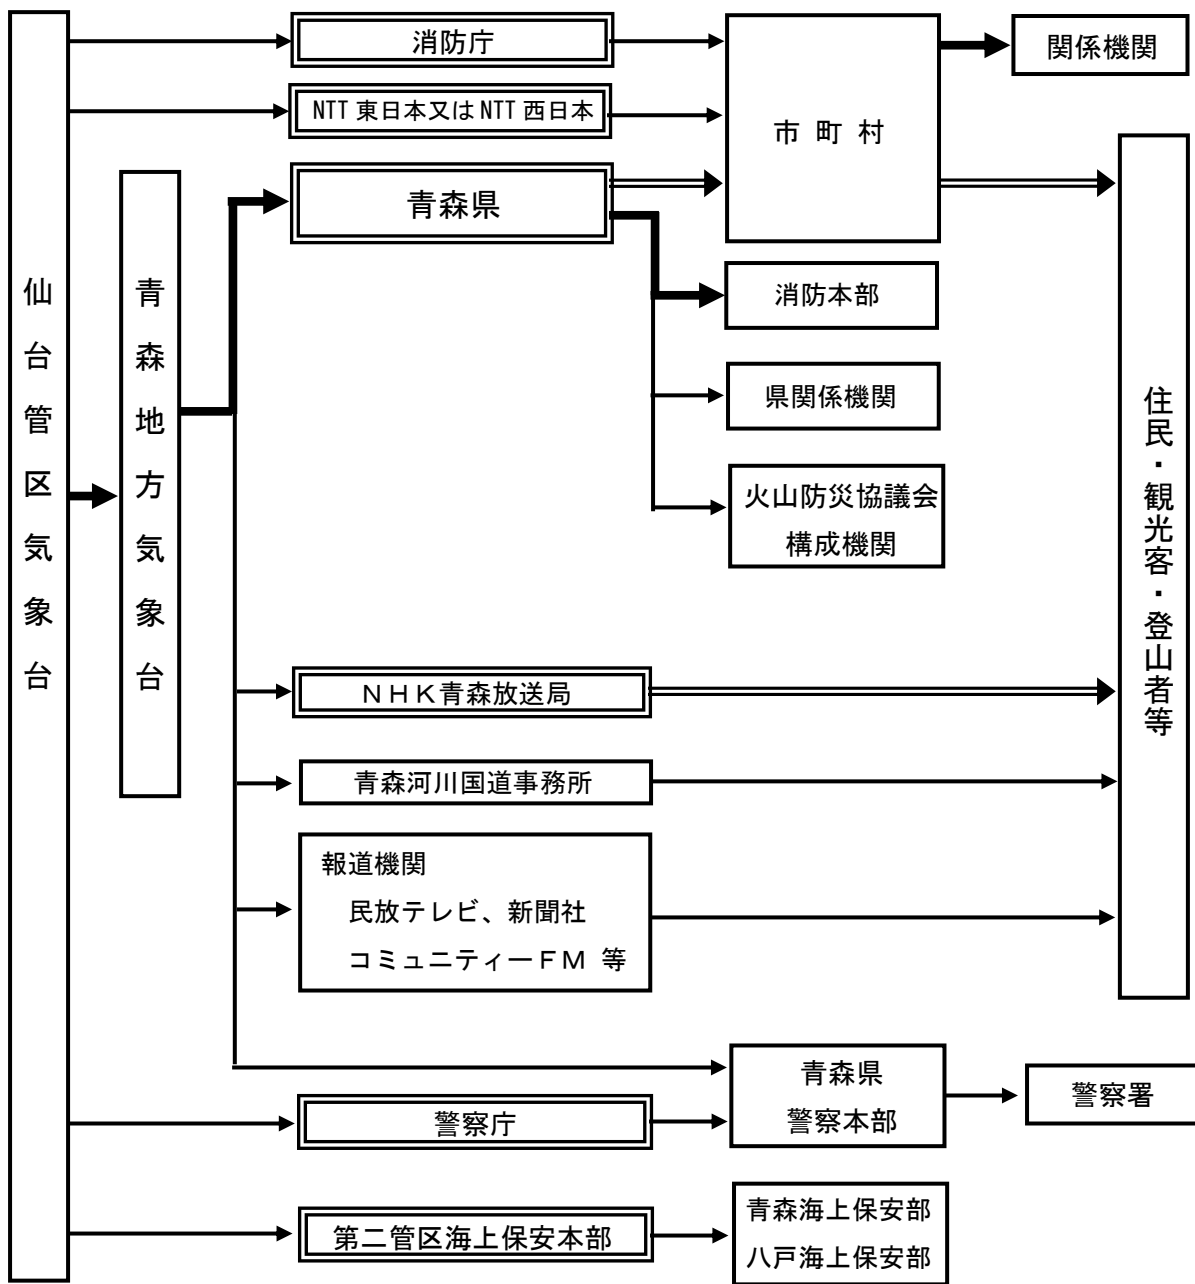 仙台管区気象台
青森地方気象台
消防庁
NTT 東日本又は NTT 西日本
青森県
市 町 村
関係機関
消防本部
県関係機関
火山防災協議会
構成機関
住民・観光客・登山者等
ＮＨＫ青森放送局
青森河川国道事務所
報道機関
民放テレビ、新聞社
コミュニティーＦＭ 等
青森県
警察本部
警察署
警察庁
第二管区海上保安本部
青森海上保安部
八戸海上保安部